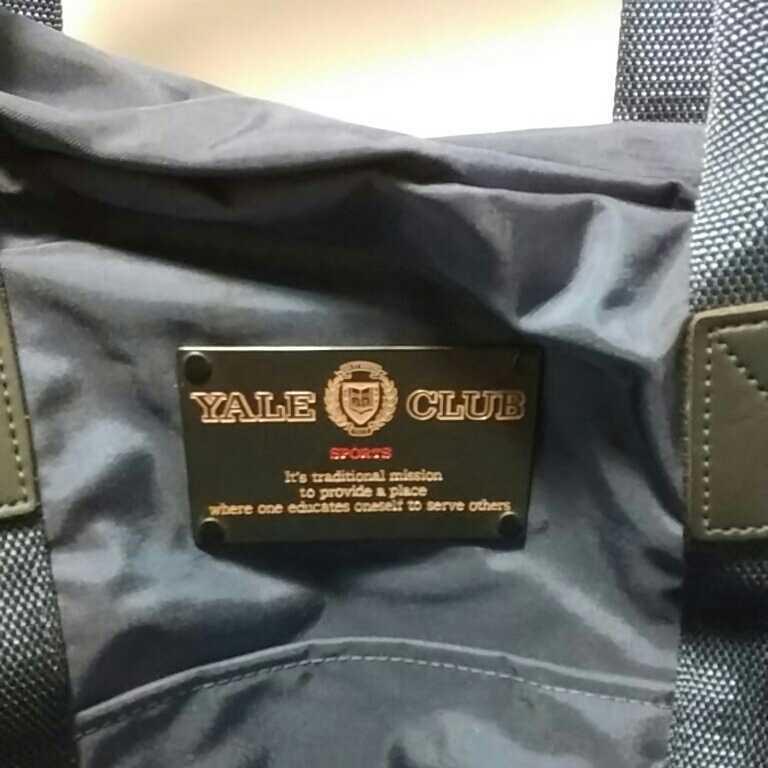 YALE CLUB
SPORTS
It's traditional mission
to provide a place
where one educates oneself to serve others